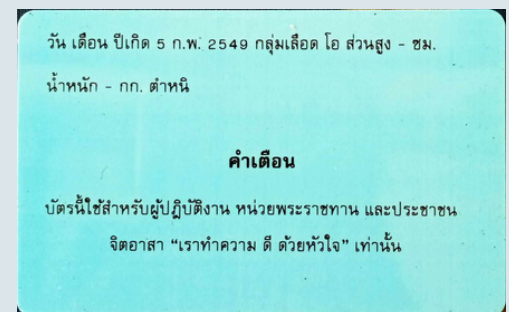 วัน เดือน ปีเกิด 5 ก.พ. 2549 กลุ่มเลือด โอ ส่วนสูง - ซม.
น้ำหนัก - กก. ตำหนิ
คำเตือน
บัตรนี้ใช้สำหรับผู้ปฏิบัติงาน หน่วยพระราชทาน และประชาชน
จิตอาสา “เราทำความ ดี ด้วยหัวใจ” เท่านั้น